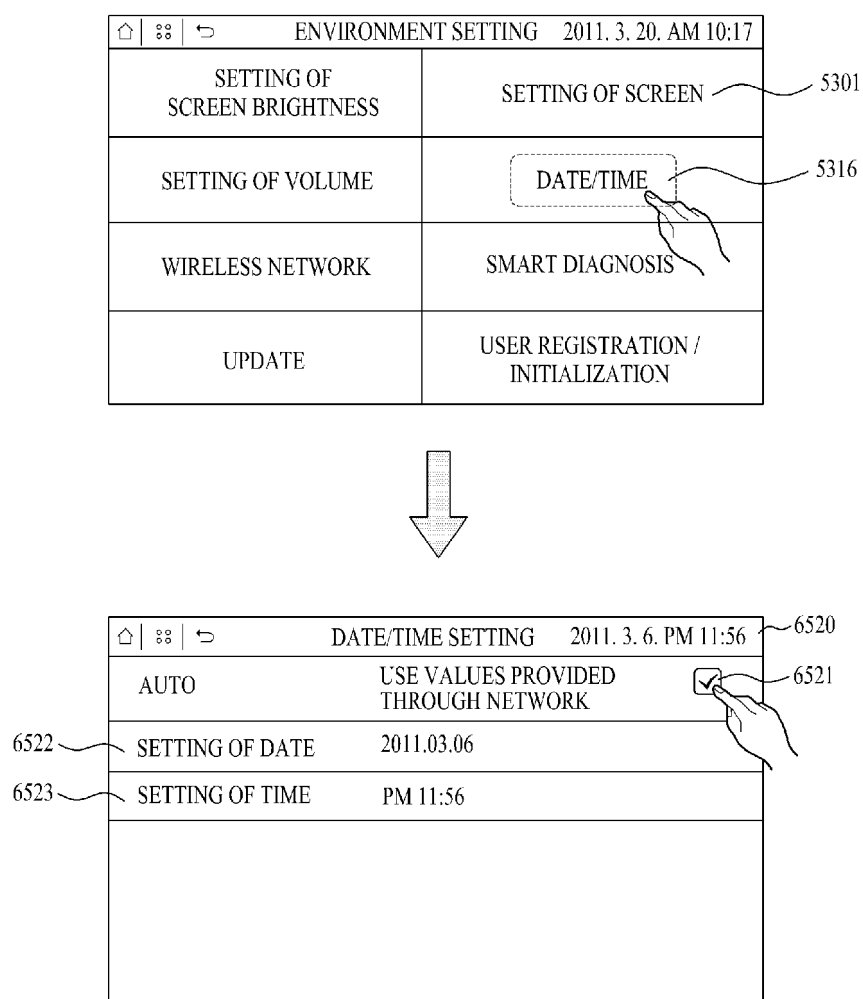 ENVIRONMENT SETTING 2011. 3. 20. AM 10:17
SETTING OF
SCREEN BRIGHTNESS
SETTING OF SCREEN
5301
SETTING OF VOLUME
DATE/TIME
5316
WIRELESS NETWORK
SMART DIAGNOSIS
UPDATE
USER REGISTRATION /
INITIALIZATION
DATE/TIME SETTING 2011. 3. 6. PM 11:56
6520
AUTO
USE VALUES PROVIDED
THROUGH NETWORK
6521
6522
SETTING OF DATE 2011.03.06
6523
SETTING OF TIME PM 11:56